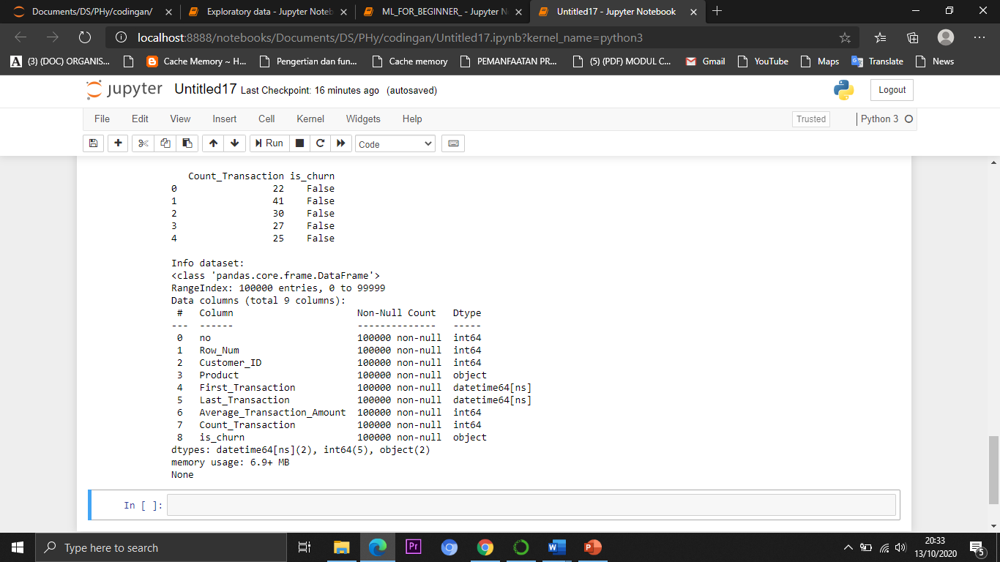 Documents/DS/PHy/codingan/
Exploratory data - Jupyter Noteb
ML_FOR_BEGINNER_ - Jupyter N
Untitled17 - Jupyter Notebook
localhost:8888/notebooks/Documents/DS/PHy/codingan/Untitled17.ipynb?kernel_name=python3
(3) (DOC) ORGANIS...
Cache Memory ~ H...
Pengertian dan fun...
Cache memory
PEMANFAATAN PR...
(5) (PDF) MODUL C...
Gmail
YouTube
Maps
Translate
News
jupyter Untitled17 Last Checkpoint: 16 minutes ago (autosaved)
Logout
File Edit View Insert Cell Kernel Widgets Help
Trusted
Python 3
Run
Code
Count_Transaction is_churn
0 22 False
1 41 False
2 30 False
3 27 False
4 25 False
Info dataset:
<class 'pandas.core.frame.DataFrame'>
RangeIndex: 100000 entries, 0 to 99999
Data columns (total 9 columns):
# Column Non-Null Count Dtype
--- ------ -------------- -----
0 no 100000 non-null int64
1 Row_Num 100000 non-null int64
2 Customer_ID 100000 non-null int64
3 Product 100000 non-null object
4 First_Transaction 100000 non-null datetime64[ns]
5 Last_Transaction 100000 non-null datetime64[ns]
6 Average_Transaction_Amount 100000 non-null int64
7 Count_Transaction 100000 non-null int64
8 is_churn 100000 non-null object
dtypes: datetime64[ns](2), int64(5), object(2)
memory usage: 6.9+ MB
None
In [ ]:
Type here to search
Pr
20:33
13/10/2020
5